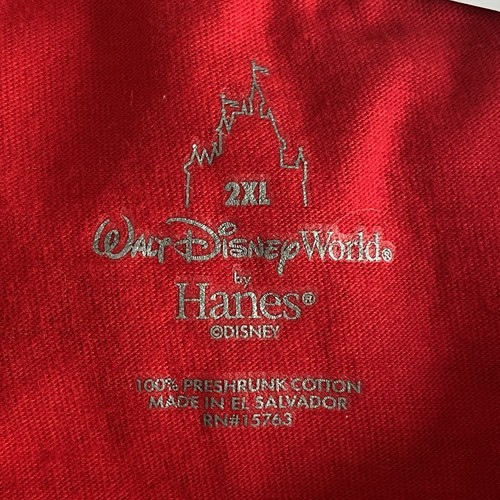 2XL
WALT DISNEY World®
by
Hanes®
©DISNEY
100% PRESHRUNK COTTON
MADE IN EL SALVADOR
RN#15763